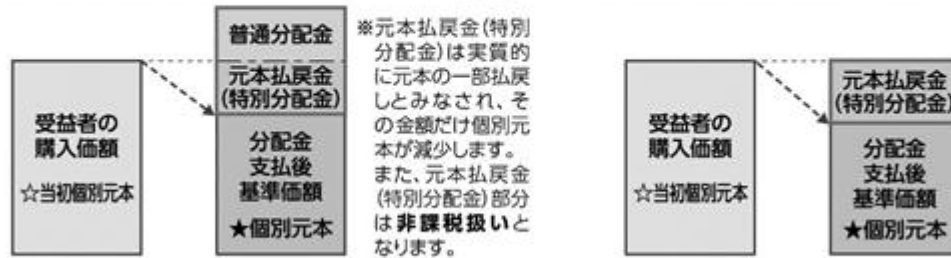 受益者の
購入価額
☆当初個別元本
普通分配金
元本払戻金
(特別分配金)
分配金
支払後
基準価額
★個別元本
※元本払戻金(特別
分配金)は実質的
に元本の一部払戻
しとみなされ、そ
の金額だけ個別元
本が減少します。
また、元本払戻金
(特別分配金)部分
は非課税扱いと
なります。
受益者の
購入価額
☆当初個別元本
元本払戻金
(特別分配金)
分配金
支払後
基準価額
★個別元本